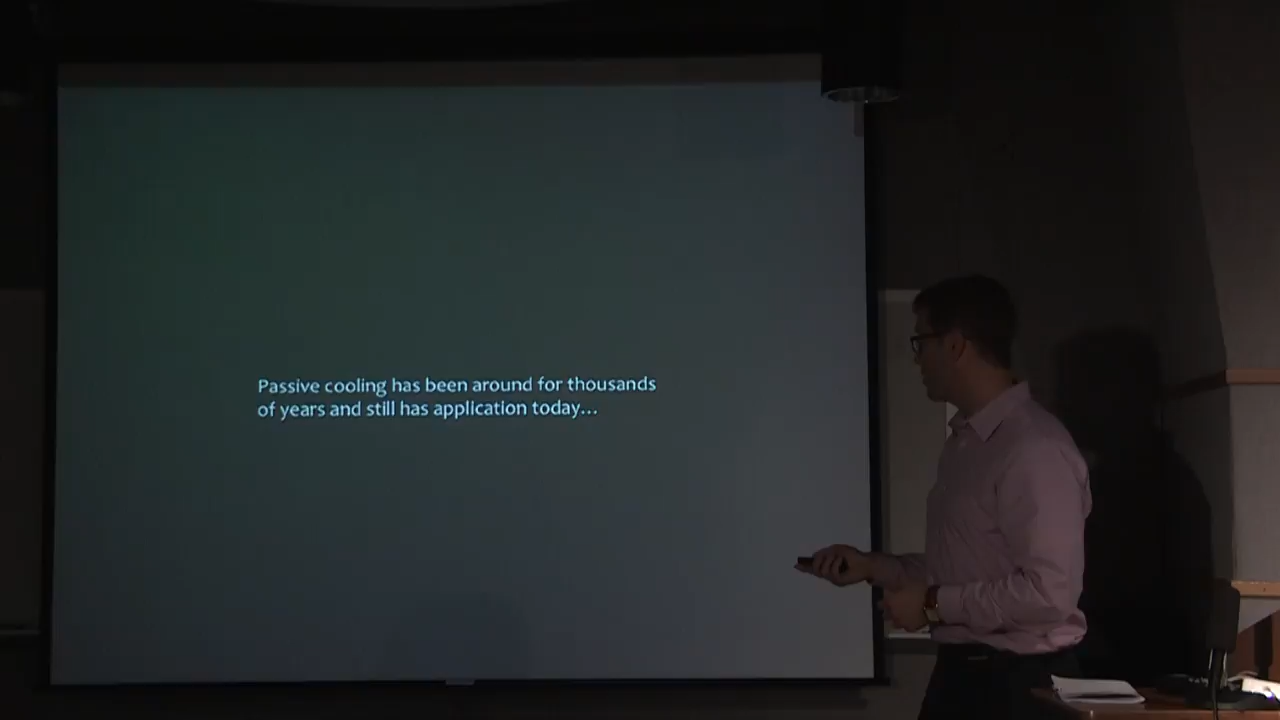 Passive cooling has been around for thousands
of years and still has application today...